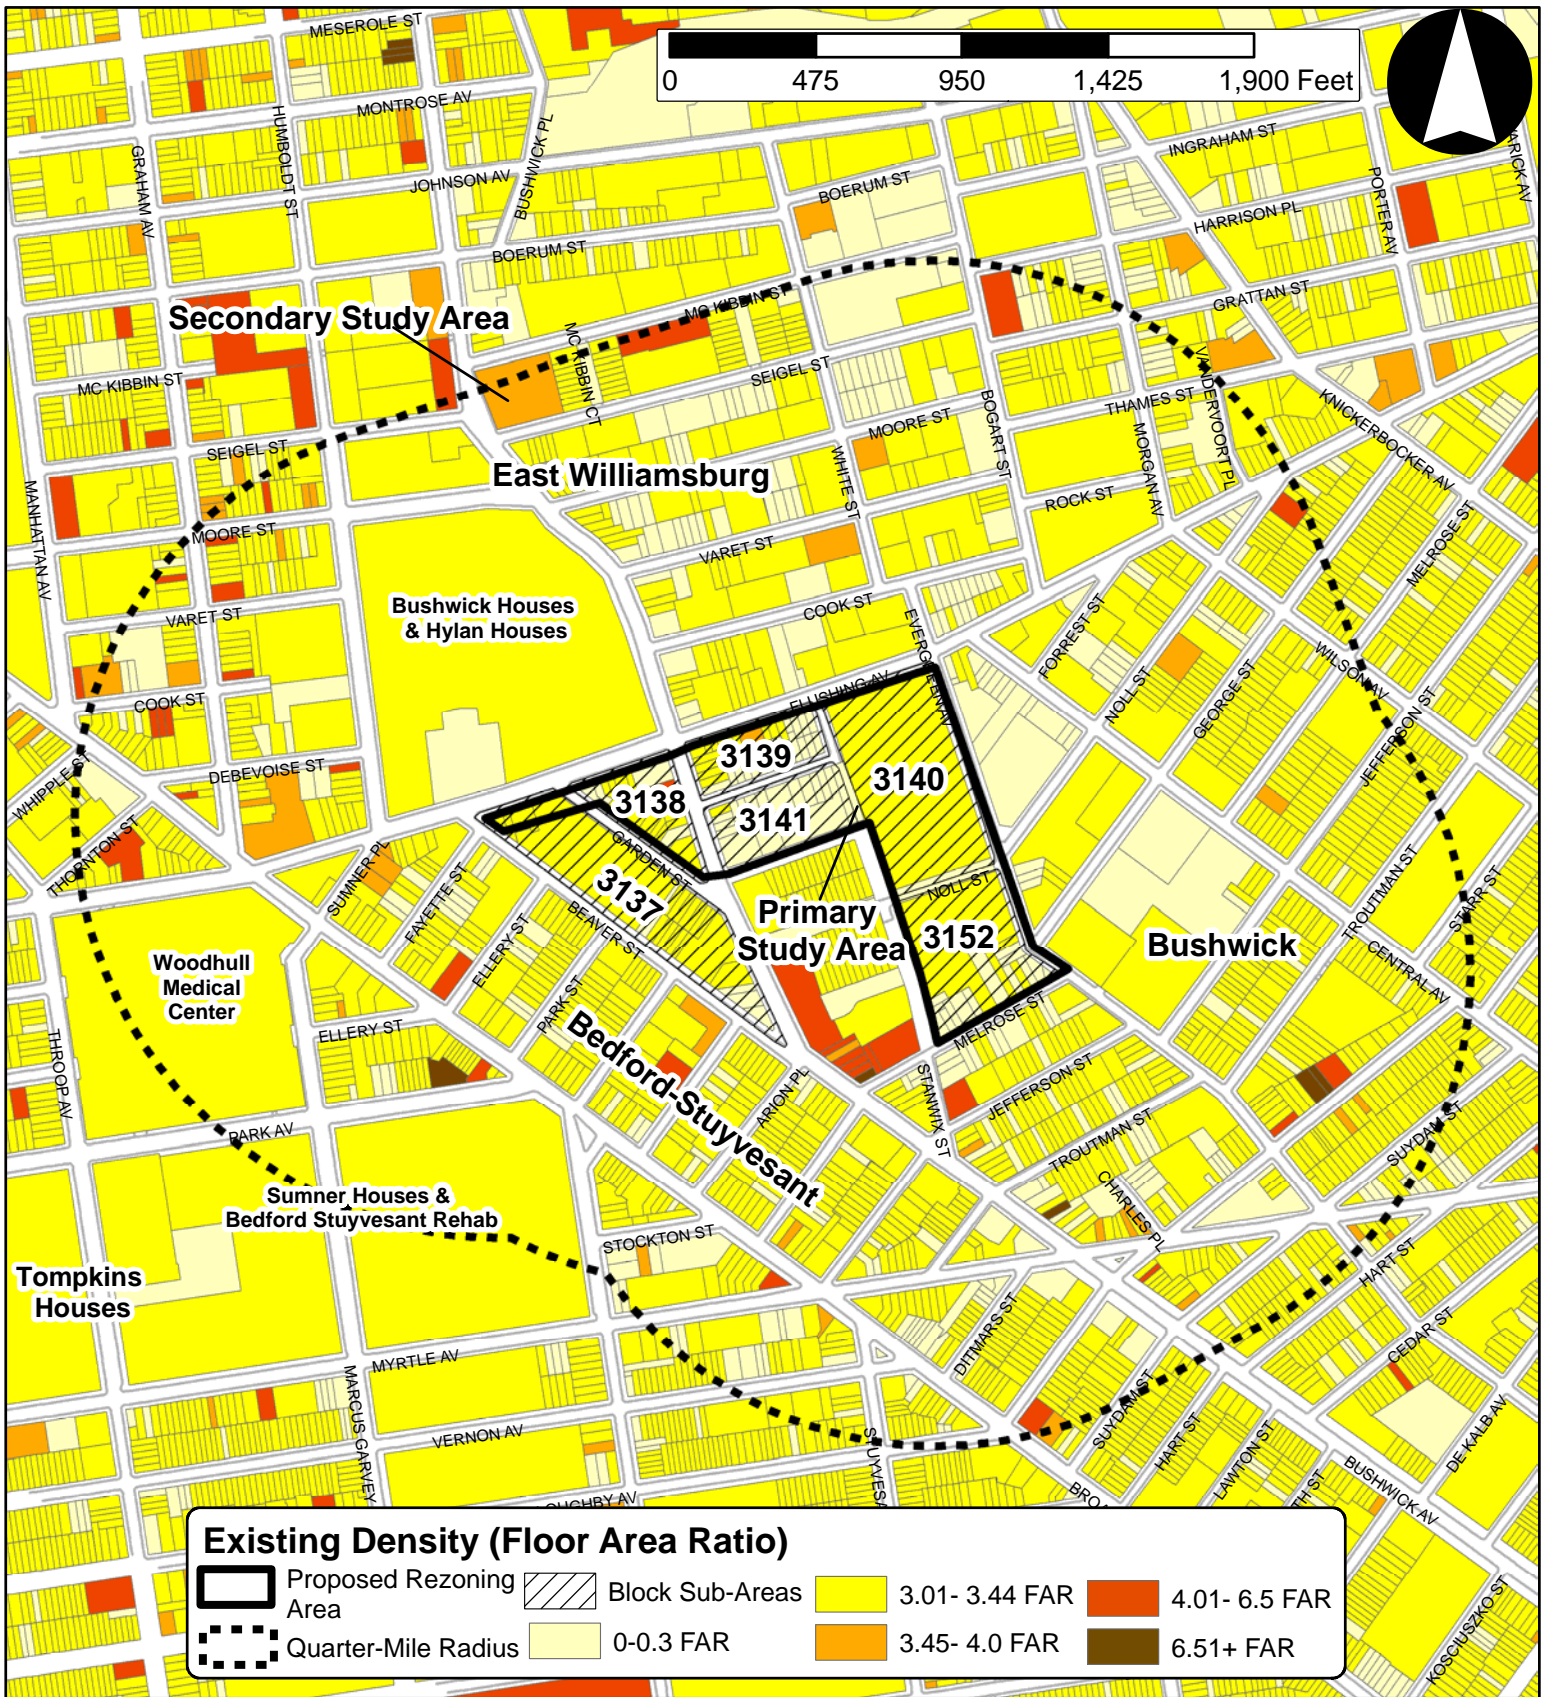 MESEROLE ST
0 475 950 1,425 1,900 Feet
MONTROSE AV
HUMBOLDT ST
GRAHAM AV
BUSHWICK PL
JOHNSON AV
INGRAHAM ST
BOERUM ST
PORTER AV
HARRISON PL
BOERUM ST
GRATTAN ST
MC KIBBIN ST
Secondary Study Area
MC KIBBIN CT
VANDERVOORT PL
SEIGEL ST
MC KIBBIN ST
THAMES ST
KNICKERBOCKER AV
BOGART ST
MOORE ST
MORGAN AV
SEIGEL ST
East Williamsburg
WHITE ST
ROCK ST
MANHATTAN AV
MOORE ST
VARET ST
MELROSE ST
Bushwick Houses
& Hylan Houses
COOK ST
VARET ST
FORREST ST
WILSON AV
NOLL ST
GEORGE ST
COOK ST
FLUSHING AV
JEFFERSON ST
3139
3140
WHIPPLE ST
DEBEVOISE ST
3138
3141
THORNTON ST
GARDEN ST
SUMNER PL
FAYETTE ST
3137
NOLL ST
TROUTMAN ST
STARR ST
Primary
Study Area
BEAVER ST
ELLERY ST
3152
Bushwick
CENTRAL AV
Woodhull
Medical
Center
PARK ST
MELROSE ST
ELLERY ST
Bedford-Stuyvesant
THROOP AV
ARION PL
STANWIX ST
JEFFERSON ST
PARK AV
TROUTMAN ST
SUYDAM ST
CHARLES PL
Sumner Houses &
Bedford Stuyvesant Rehab
STOCKTON ST
HART ST
Tompkins
Houses
DITMARS ST
CEDAR ST
MYRTLE AV
MARCUS GARVEY
SUYDAM ST
VERNON AV
HART ST
LAWTON ST
DE KALB AV
BUSHWICK AV
KOSCIUSZKO ST
Existing Density (Floor Area Ratio)
Proposed Rezoning
Area
Block Sub-Areas
3.01- 3.44 FAR
4.01- 6.5 FAR
Quarter-Mile Radius
0-0.3 FAR
3.45- 4.0 FAR
6.51+ FAR